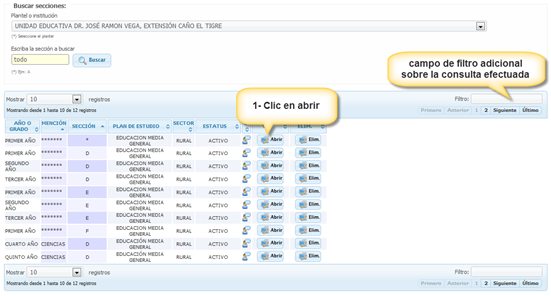 Buscar secciones:
Plantel o institución
UNIDAD EDUCATIVA DR. JOSÉ RAMON VEGA, EXTENSIÓN CAÑO EL TIGRE
(*) Seleccione el plantel
Escriba la sección a buscar
todo Buscar
(*) Ejm: A
campo de filtro adicional
sobre la consulta efectuada
1- Clic en abrir
Mostrar 10 registros Filtro:
Mostrando desde 1 hasta 10 de 12 registros Primero Anterior 1 2 Siguiente Último
AÑO O GRADO MENCIÓN SECCIÓN PLAN DE ESTUDIO SECTOR ESTATUS ELIM.
PRIMER AÑO ******* * EDUCACION MEDIA GENERAL RURAL ACTIVO Abrir Elim.
PRIMER AÑO ******* D EDUCACION MEDIA GENERAL RURAL ACTIVO Abrir Elim.
SEGUNDO AÑO ******* D EDUCACION MEDIA GENERAL RURAL ACTIVO Abrir Elim.
TERCER AÑO ******* D EDUCACION MEDIA GENERAL RURAL ACTIVO Abrir Elim.
PRIMER AÑO ******* E EDUCACION MEDIA GENERAL RURAL ACTIVO Abrir Elim.
SEGUNDO AÑO ******* E EDUCACION MEDIA GENERAL RURAL ACTIVO Abrir Elim.
TERCER AÑO ******* E EDUCACION MEDIA GENERAL RURAL ACTIVO Abrir Elim.
PRIMER AÑO ******* F EDUCACION MEDIA GENERAL RURAL ACTIVO Abrir Elim.
CUARTO AÑO CIENCIAS D EDUCACION MEDIA GENERAL RURAL ACTIVO Abrir Elim.
QUINTO AÑO CIENCIAS D EDUCACION MEDIA GENERAL RURAL ACTIVO Abrir Elim.
Mostrar 10 registros Filtro:
Mostrando desde 1 hasta 10 de 12 registros Primero Anterior 1 2 Siguiente Último